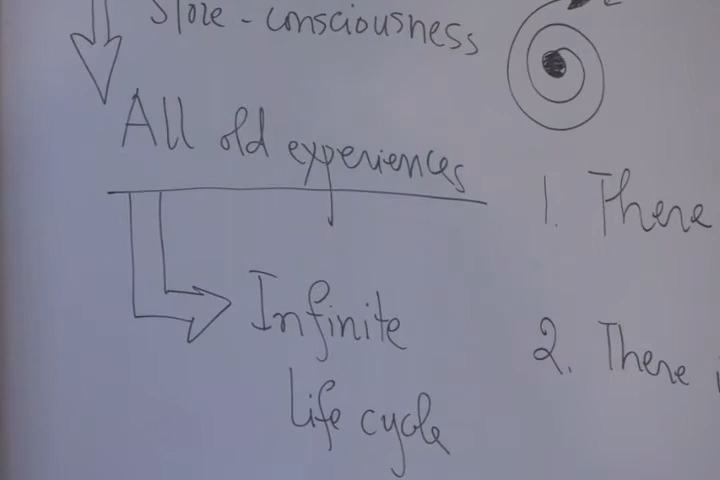 Store-consciousness
All old experiences
Infinite
life cycle
1. There
2. There